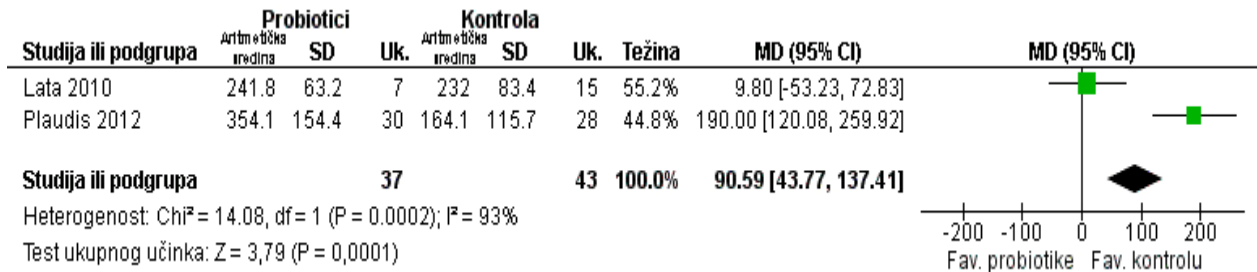 Probiotici Kontrola
Studija ili podgrupa Aritmetička sredina SD Uk. Aritmetička sredina SD Uk. Težina MD (95% CI) MD (95% CI)
Lata 2010 241.8 63.2 7 232 83.4 15 55.2% 9.80 [-53.23, 72.83]
Plaudis 2012 354.1 154.4 30 164.1 115.7 28 44.8% 190.00 [120.08, 259.92]
Studija ili podgrupa 37 43 100.0% 90.59 [43.77, 137.41]
Heterogenost: Chi² = 14.08, df = 1 (P = 0.0002); I² = 93%
Test ukupnog učinka: Z = 3,79 (P = 0,0001)
-200 -100 0 100 200
Fav. probiotike Fav. kontrolu